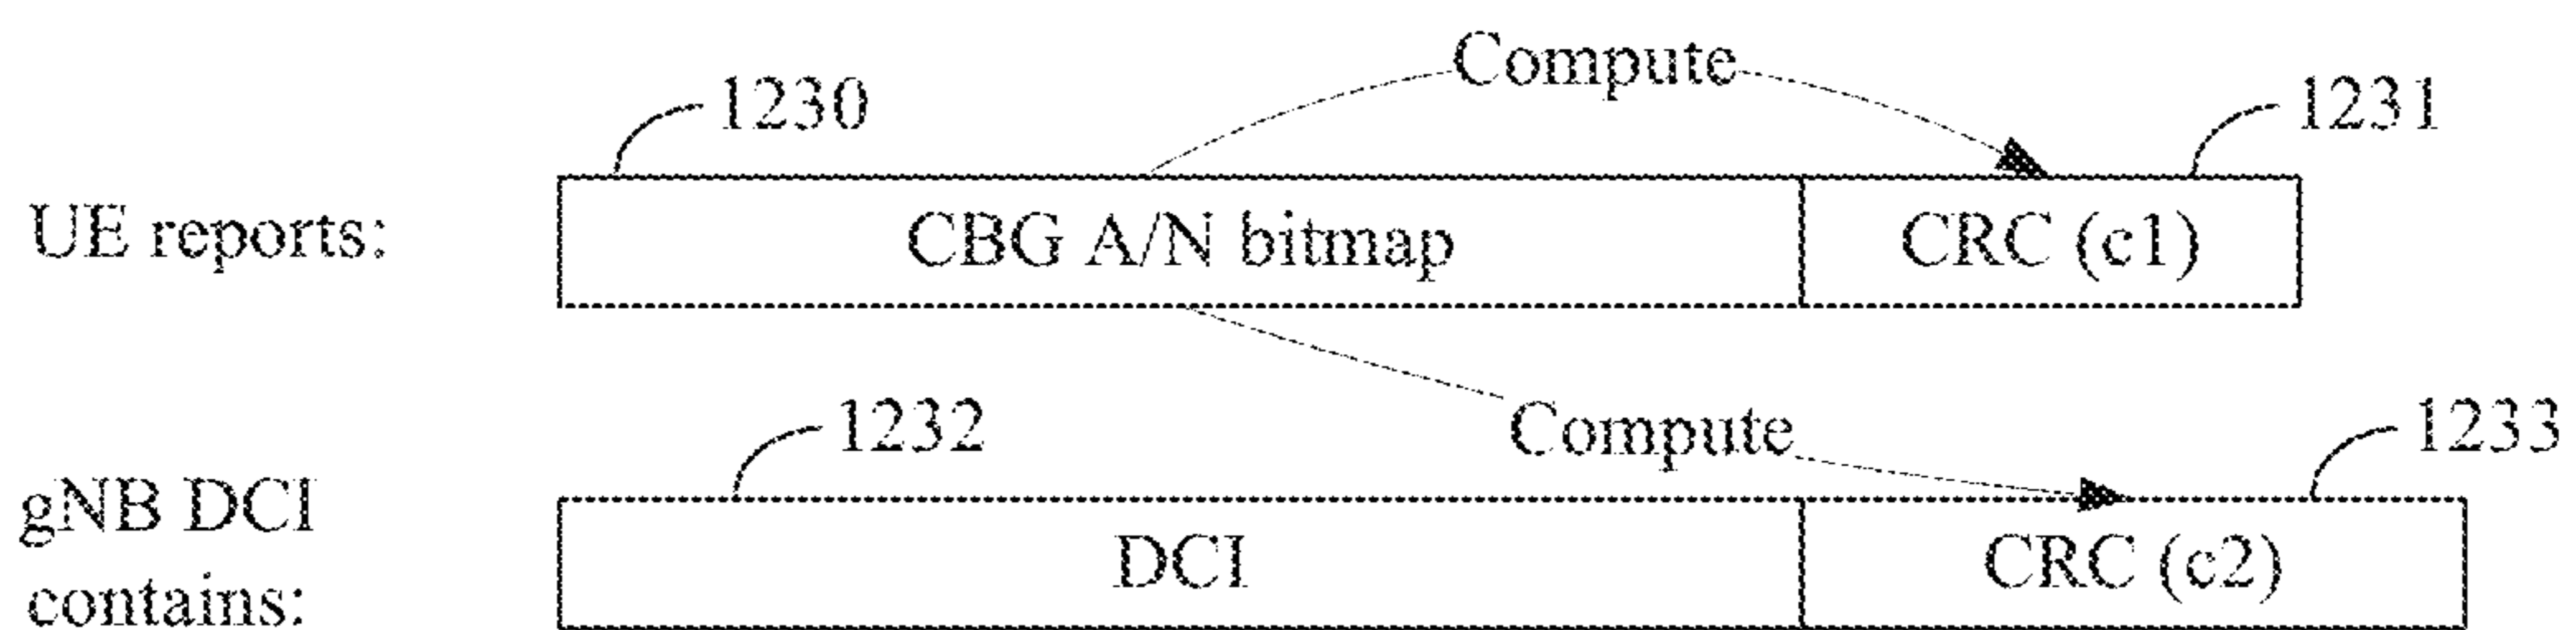 Compute
1230
1231
UE reports:
CBG A/N bitmap
CRC (c1)
1232
Compute
1233
gNB DCI
contains:
DCI
CRC (c2)